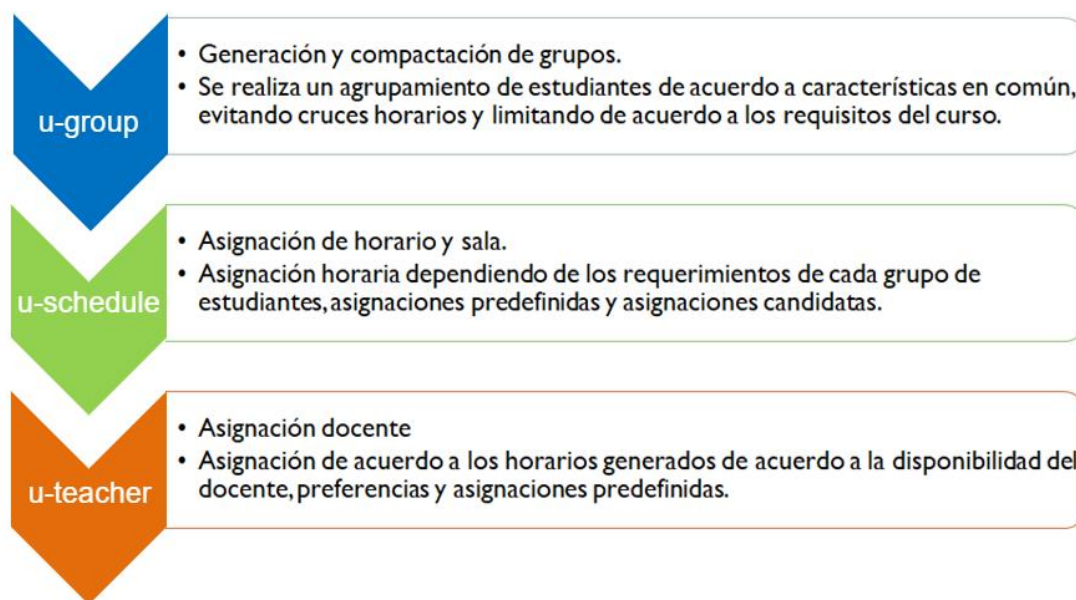 u-group
• Generación y compactación de grupos.
• Se realiza un agrupamiento de estudiantes de acuerdo a características en común,
evitando cruces horarios y limitando de acuerdo a los requisitos del curso.
u-schedule
• Asignación de horario y sala.
• Asignación horaria dependiendo de los requerimientos de cada grupo de
estudiantes, asignaciones predefinidas y asignaciones candidatas.
u-teacher
• Asignación docente
• Asignación de acuerdo a los horarios generados de acuerdo a la disponibilidad del
docente, preferencias y asignaciones predefinidas.